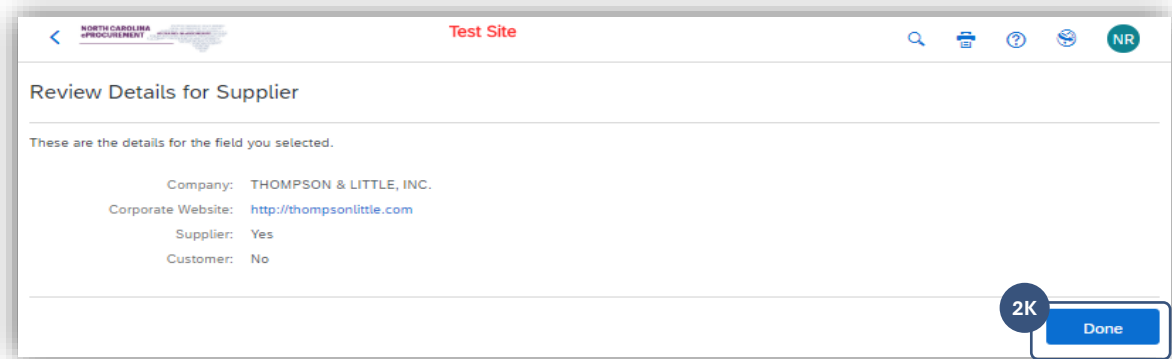 NORTH CAROLINA
ePROCUREMENT
Test Site
NR
Review Details for Supplier
These are the details for the field you selected.
Company: THOMPSON & LITTLE, INC.
Corporate Website: http://thompsonlittle.com
Supplier: Yes
Customer: No
2K
Done